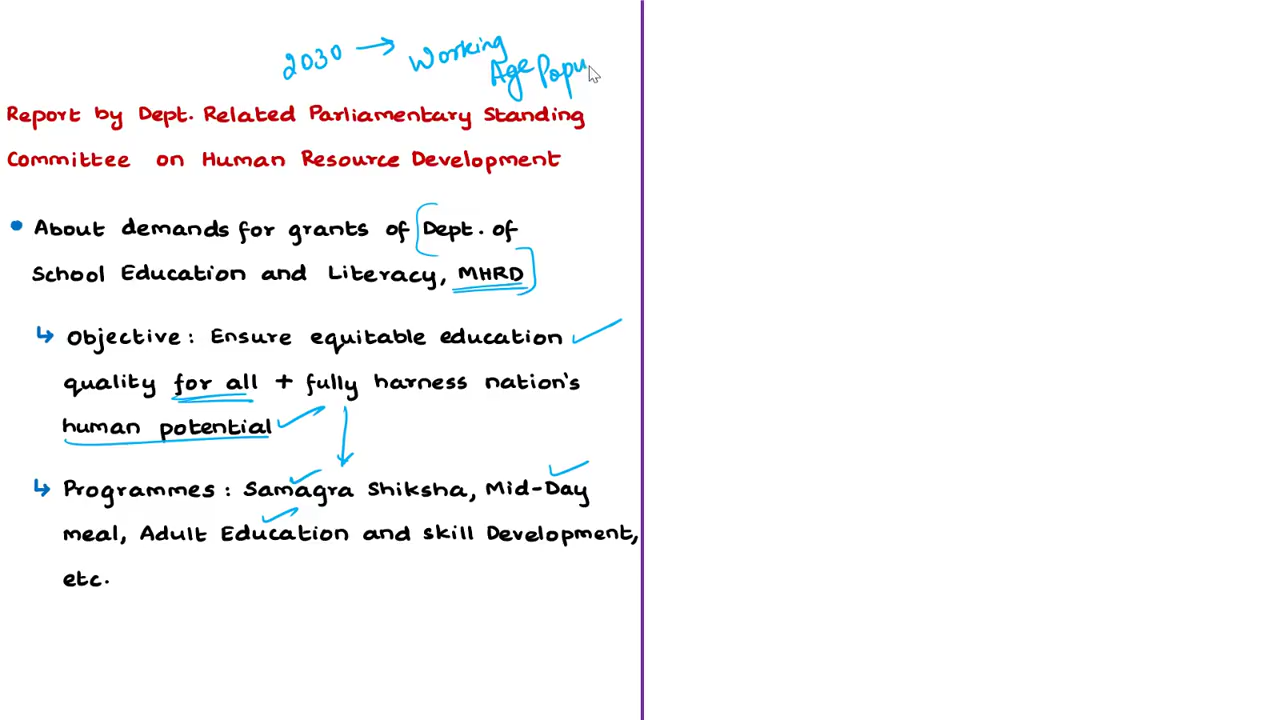 2030 → Working
Age Popu
Report by Dept. Related Parliamentary Standing
Committee on Human Resource Development
• About demands for grants of [Dept. of
School Education and Literacy, MHRD]
↳ Objective: Ensure equitable education
quality for all + fully harness nation's
human potential
↳ Programmes: Samagra Shiksha, Mid-Day
meal, Adult Education and skill Development,
etc.